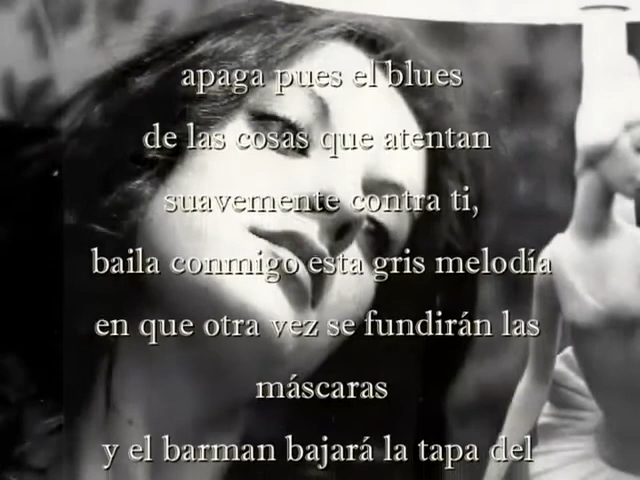 apaga pues el blues
de las cosas que atentan
suavemente contra ti,
baila conmigo esta gris melodía
en que otra vez se fundirán las
máscaras
y el barman bajará la tapa del